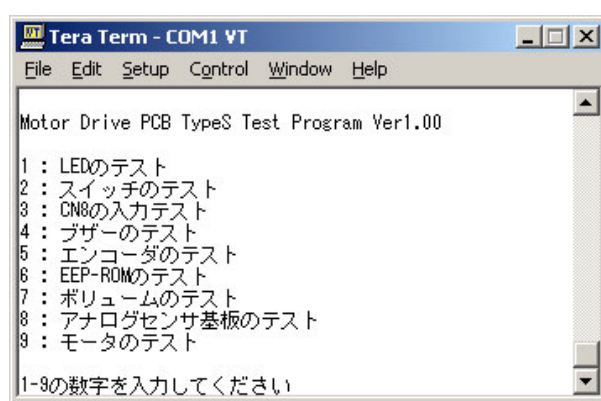 Tera Term - COM1 VT
File Edit Setup Control Window Help
Motor Drive PCB TypeS Test Program Ver1.00
1 : LEDのテスト
2 : スイッチのテスト
3 : CN8の入力テスト
4 : ブザーのテスト
5 : エンコーダのテスト
6 : EEP-ROMのテスト
7 : ボリュームのテスト
8 : アナログセンサ基板のテスト
9 : モータのテスト
1-9の数字を入力してください